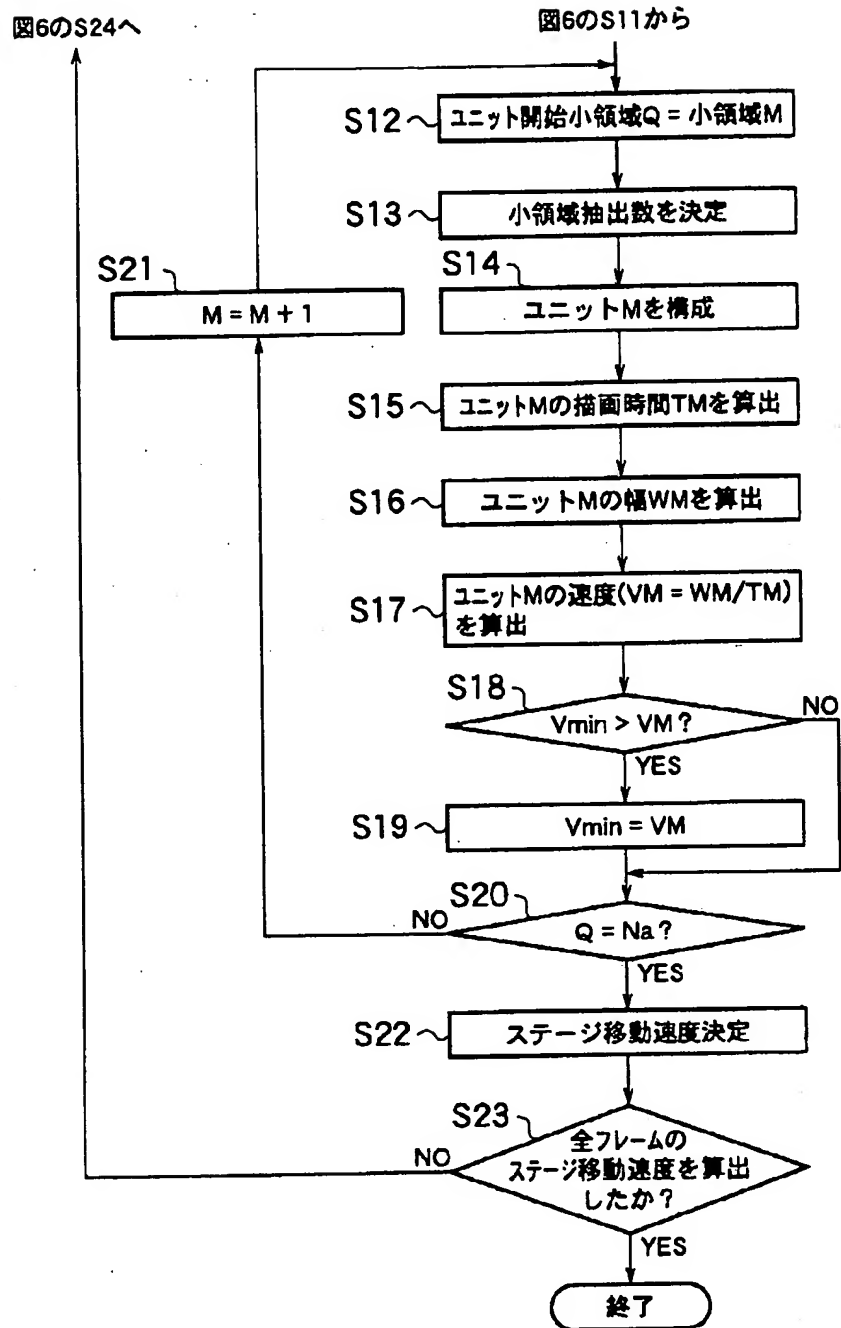 図6のS24へ
図6のS11から
S12
ユニット開始小領域Q = 小領域M
S13
小領域抽出数を決定
S21
M = M + 1
S14
ユニットMを構成
S15
ユニットMの描画時間TMを算出
S16
ユニットMの幅WMを算出
S17
ユニットMの速度(VM = WM/TM)
を算出
S18
Vmin > VM?
NO
YES
S19
Vmin = VM
S20
NO
Q = Na?
YES
S22
ステージ移動速度決定
S23
NO
全フレームの
ステージ移動速度を算出
したか?
YES
終了